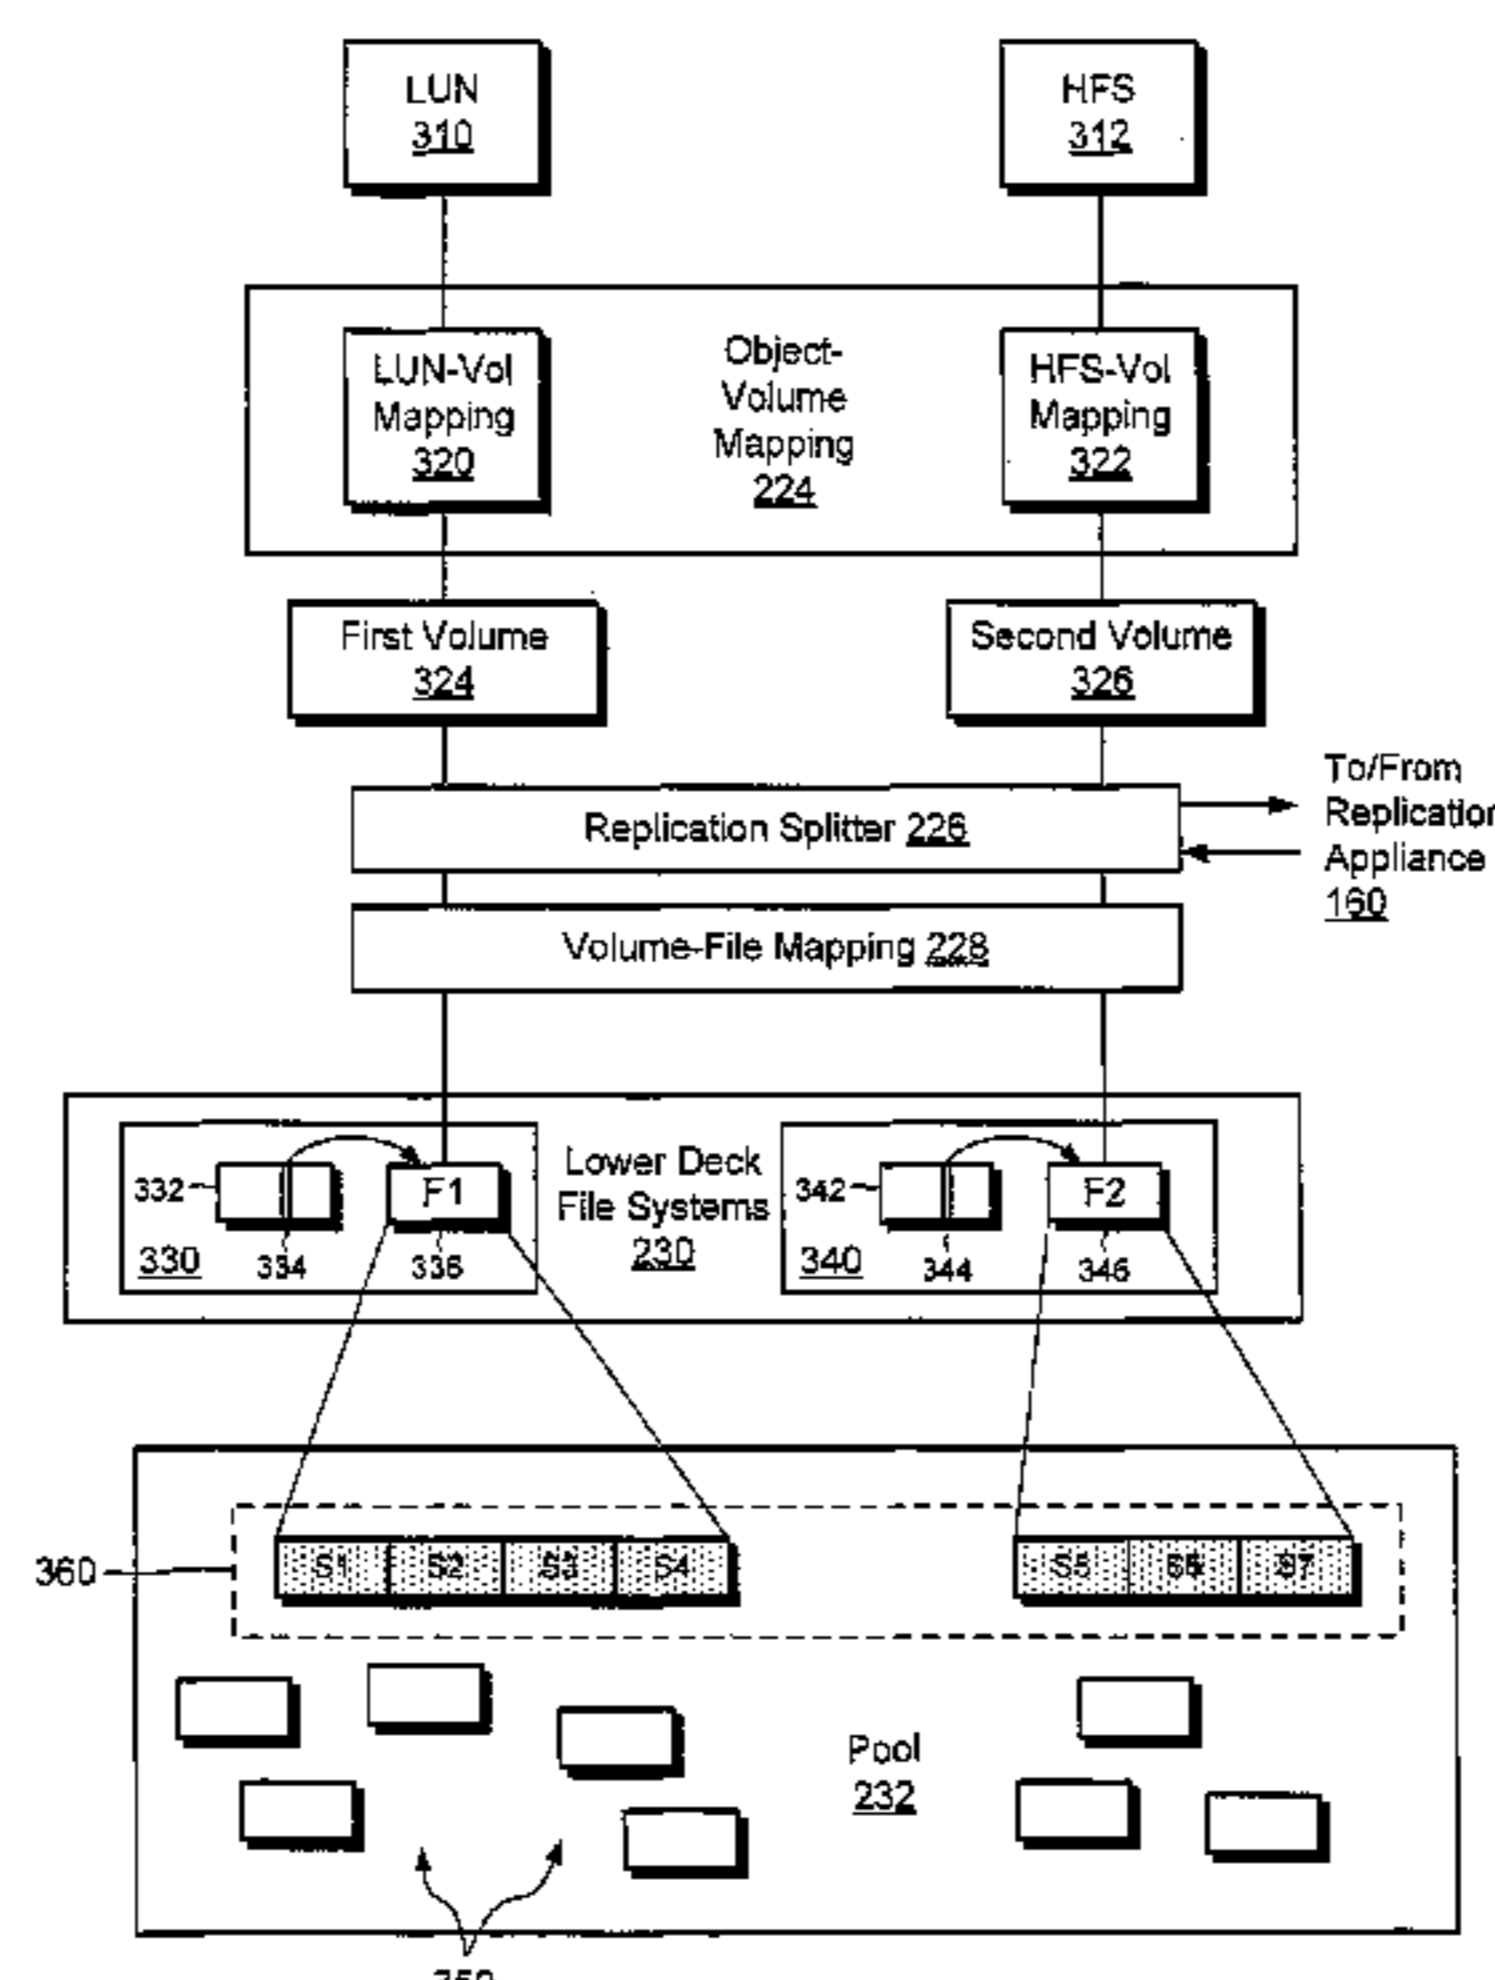 LUN
310
HFS
312
LUN-Vol
Mapping
320
Object-
Volume
Mapping
224
HFS-Vol
Mapping
322
First Volume
324
Second Volume
326
To/From
Replication
Appliance
160
Replication Splitter 226
Volume-File Mapping 228
332
F1
330
334
336
Lower Deck
File Systems
230
342
F2
340
344
346
360
S1
S2
S3
S4
S5
S6
S7
Pool
232